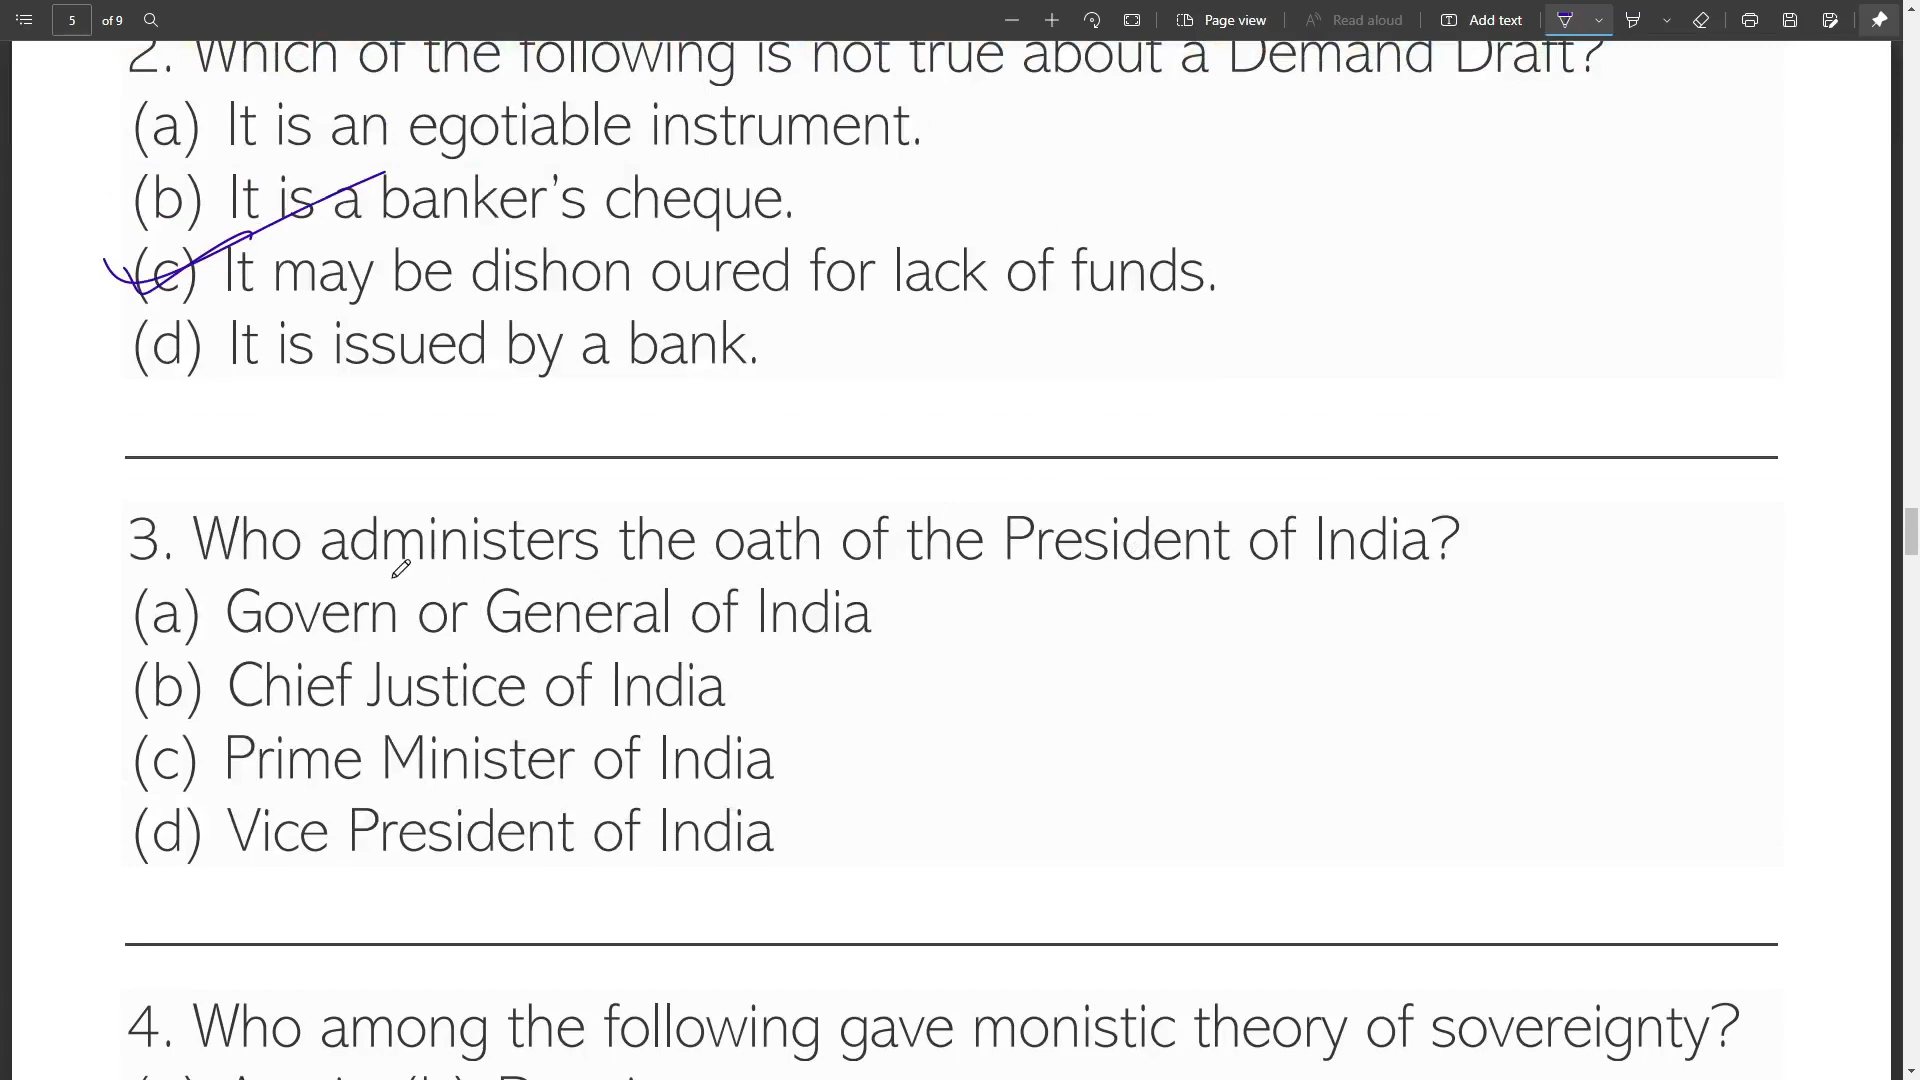 5 of 9 Page view Read aloud Add text
2. Which of the following is not true about a Demand Draft?
(a) It is an egotiable instrument.
(b) It is a banker's cheque.
(c) It may be dishon oured for lack of funds.
(d) It is issued by a bank.
3. Who administers the oath of the President of India?
(a) Govern or General of India
(b) Chief Justice of India
(c) Prime Minister of India
(d) Vice President of India
4. Who among the following gave monistic theory of sovereignty?